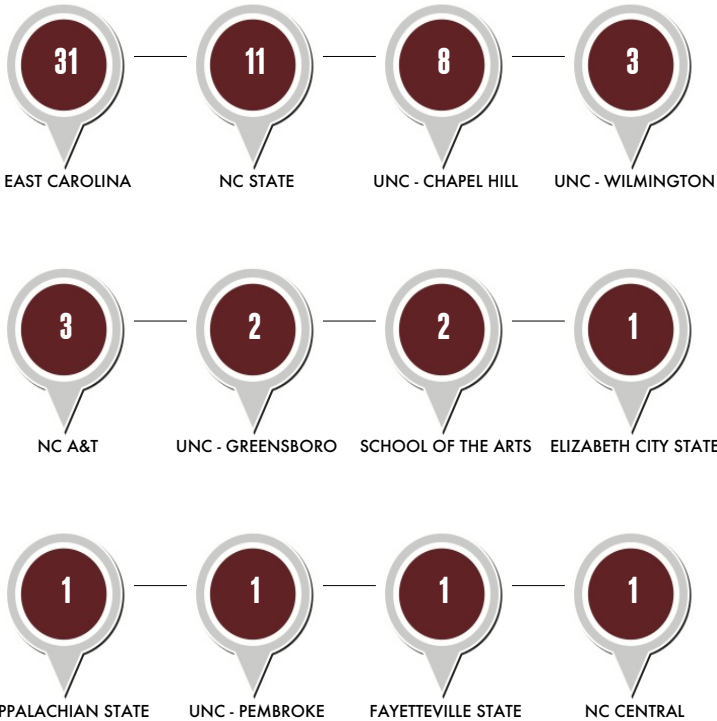 31 11 8 3
EAST CAROLINA NC STATE UNC - CHAPEL HILL UNC - WILMINGTON
3 2 2 1
NC A&T UNC - GREENSBORO SCHOOL OF THE ARTS ELIZABETH CITY STATE
1 1 1 1
PPALACHIAN STATE UNC - PEMBROKE FAYETTEVILLE STATE NC CENTRAL